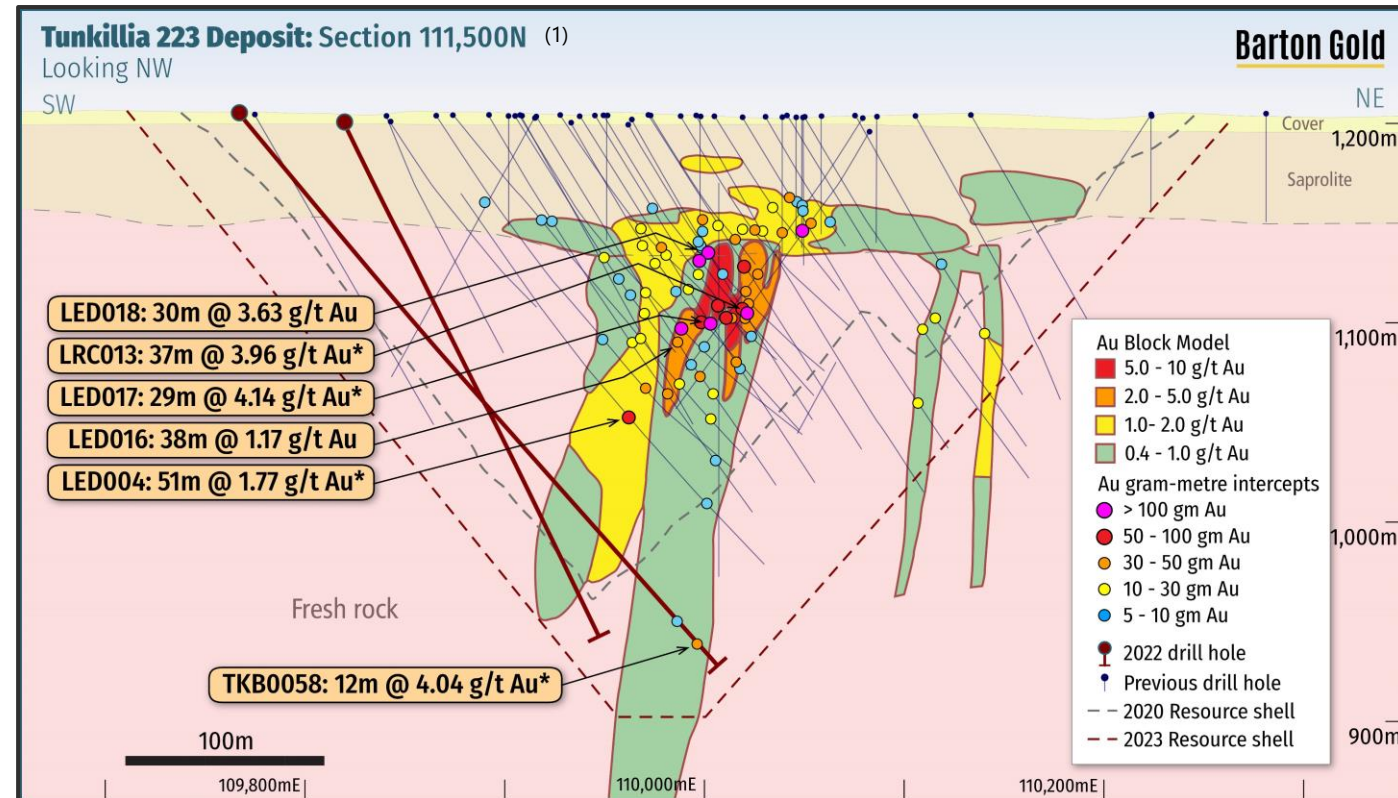 Tunkillia 223 Deposit: Section 111,500N (1)
Barton Gold
Looking NW
SW
NE
Cover
1,200m
Saprolite
LED018: 30m @ 3.63 g/t Au
LRC013: 37m @ 3.96 g/t Au*
LED017: 29m @ 4.14 g/t Au*
LED016: 38m @ 1.17 g/t Au
LED004: 51m @ 1.77 g/t Au*
1,100m
Au Block Model
5.0 - 10 g/t Au
2.0 - 5.0 g/t Au
1.0- 2.0 g/t Au
0.4 - 1.0 g/t Au
Au gram-metre intercepts
> 100 gm Au
50 - 100 gm Au
30 - 50 gm Au
10 - 30 gm Au
5 - 10 gm Au
2022 drill hole
Previous drill hole
2020 Resource shell
2023 Resource shell
1,000m
Fresh rock
TKB0058: 12m @ 4.04 g/t Au*
900m
100m
109,800mE
110,000mE
110,200mE